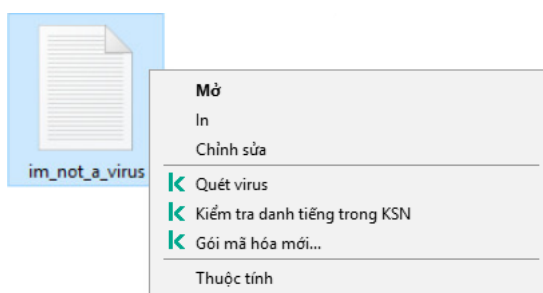 im_not_a_virus
Mở
In
Chỉnh sửa
Quét virus
Kiểm tra danh tiếng trong KSN
Gói mã hóa mới...
Thuộc tính